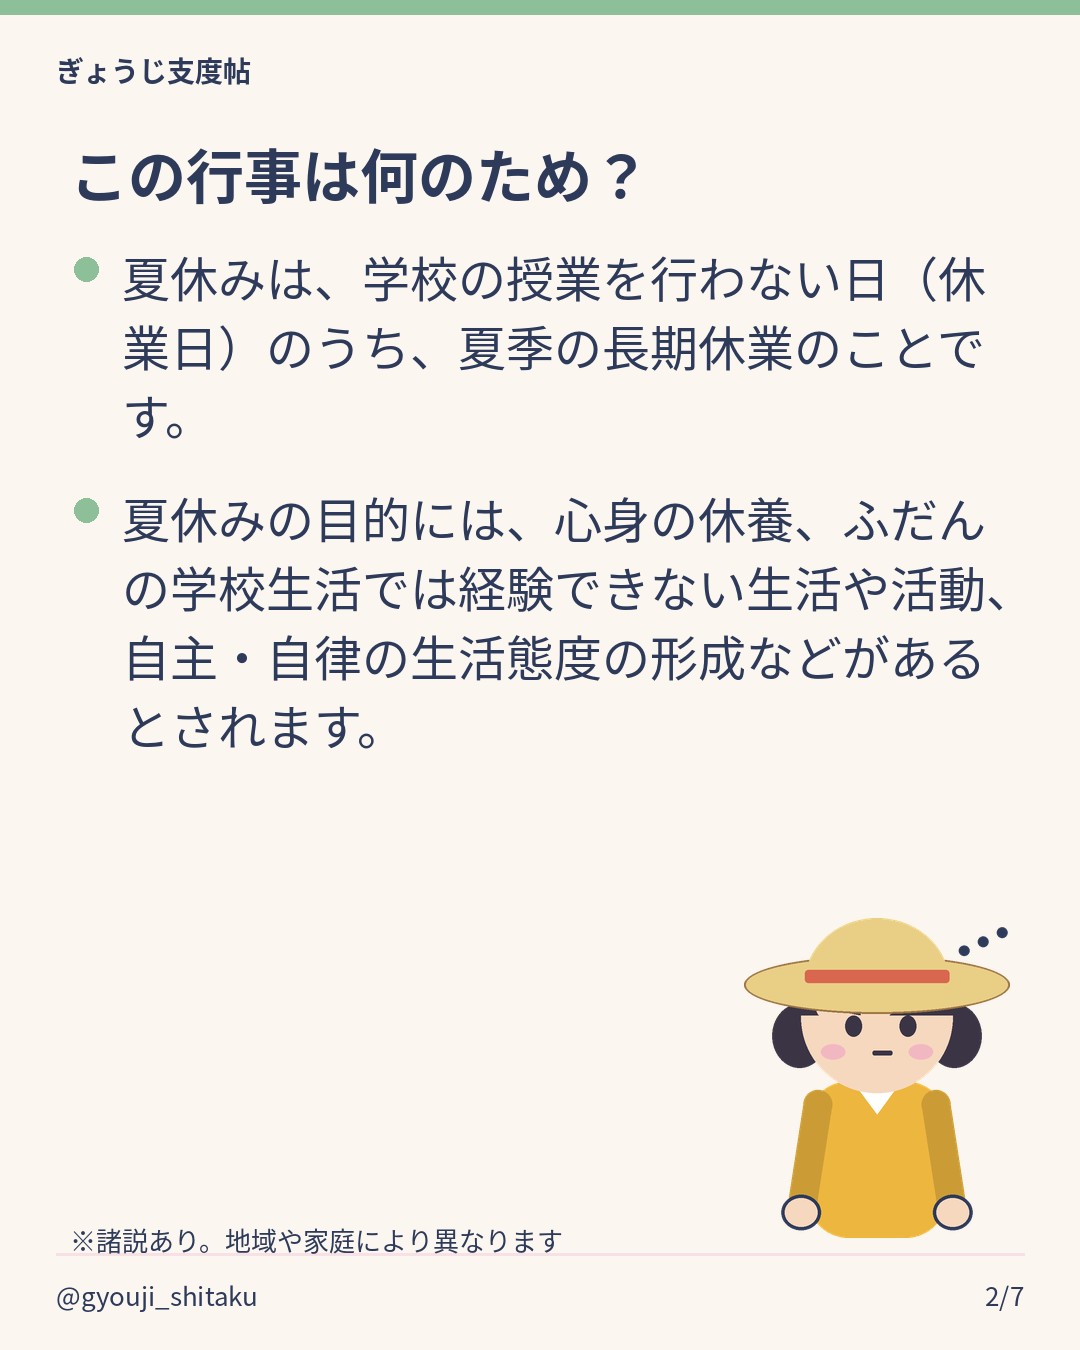 ぎょうじ支度帖
この行事は何のため？
夏休みは、学校の授業を行わない日（休
業日）のうち、夏季の長期休業のことで
す。
夏休みの目的には、心身の休養、ふだん
の学校生活では経験できない生活や活動、
自主・自律の生活態度の形成などがある
とされます。
※諸説あり。地域や家庭により異なります
@gyouji_shitaku
2/7